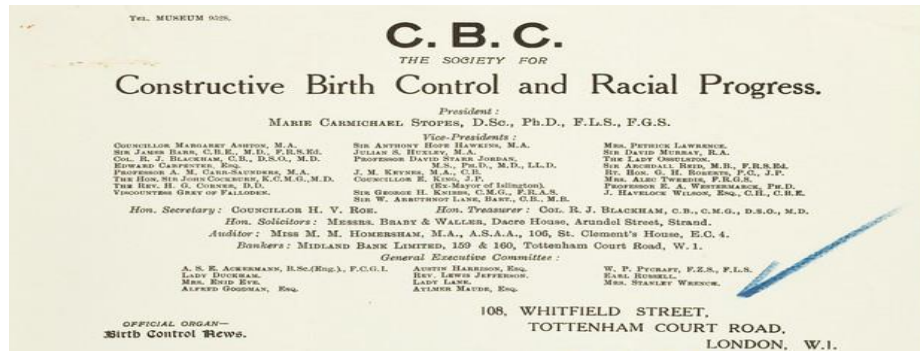 TEL. MUSEUM 9528.
C. B. C.
THE SOCIETY FOR
Constructive Birth Control and Racial Progress.
President :
MARIE CARMICHAEL STOPES, D.Sc., Ph.D., F.L.S., F.G.S.
Vice-Presidents :
COUNCILLOR MARGARET ASHTON, M.A.
SIR JAMES BARR, C.B.E., M.D., F.R.S.Ed.
COL. R. J. BLACKHAM, C.B., D.S.O., M.D.
EDWARD CARPENTER, ESQ.
PROFESSOR A. M. CARR-SAUNDERS, M.A.
THE HON. SIR JOHN COCKBURN, K.C.M.G., M.D.
THE REV. H. G. CORNER, D.D.
VISCOUNTESS GREY OF FALLODEN.
SIR ANTHONY HOPE HAWKINS, M.A.
JULIAN S. HUXLEY, M.A.
PROFESSOR DAVID STARR JORDAN,
M.S., Ph.D., M.D., LL.D.
J. M. KEYNES, M.A., C.B.
COUNCILLOR E. KING, J.P.
(Ex-Mayor of Islington).
SIR GEORGE H. KNIBBS, C.M.G., F.R.A.S.
SIR W. ARBUTHNOT LANE, BART., C.B., M.B.
MRS. PETHICK LAWRENCE.
SIR DAVID MURRAY, R.A.
THE LADY OSSULSTON.
SIR ARCHDALL REID, M.B., F.R.S.Ed.
RT. HON. G. H. ROBERTS, P.C., J.P.
MRS. ALEC TWEEDIE, F.R.G.S.
PROFESSOR E. A. WESTERMARCK, Ph.D.
J. HAVELOCK WILSON, ESQ., C.H., C.B.E.
Hon. Secretary : COUNCILLOR H. V. ROE. Hon. Treasurer : COL. R. J. BLACKHAM, C.B., C.M.G., D.S.O., M.D.
Hon. Solicitors : MESSRS. BRABY & WALLER, Dacre House, Arundel Street, Strand.
Auditor : MISS M. M. HOMERSHAM, M.A., A.S.A.A., 106, St. Clement's House, E.C. 4.
Bankers : MIDLAND BANK LIMITED, 159 & 160, Tottenham Court Road, W. 1.
General Executive Committee :
A. S. E. ACKERMANN, B.Sc.(Eng.), F.C.G.I.
LADY DUCKHAM.
MRS. ENID EVE.
ALFRED GOODMAN, ESQ.
AUSTIN HARRISON, ESQ.
REV. LEWIS JEFFERSON.
LADY LANE.
AYLMER MAUDE, ESQ.
W. P. PYCRAFT, F.Z.S., F.L.S.
EARL RUSSELL.
MRS. STANLEY WRENCH.
108, WHITFIELD STREET,
TOTTENHAM COURT ROAD,
LONDON, W.1.
OFFICIAL ORGAN—
Birth Control News.